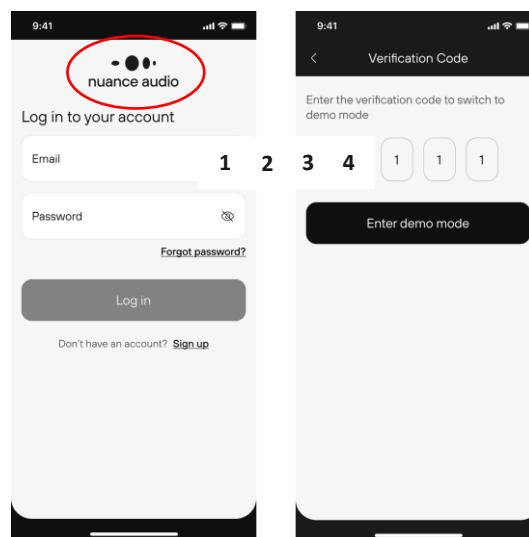 9:41
nuance audio
Log in to your account
Email
Password
Forgot password?
Log in
Don't have an account? Sign up
1 2 3 4
9:41
Verification Code
Enter the verification code to switch to
demo mode
1 1 1
Enter demo mode